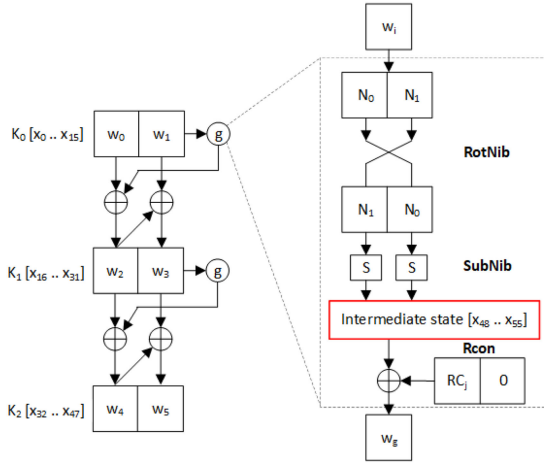 wᵢ
N₀ N₁
K₀ [x₀ .. x₁₅] w₀ w₁ g
RotNib
N₁ N₀
K₁ [x₁₆ .. x₃₁] w₂ w₃ g
S S SubNib
Intermediate state [x₄₈ .. x₅₅]
Rcon
RCⱼ 0
K₂ [x₃₂ .. x₄₇] w₄ w₅
w_g